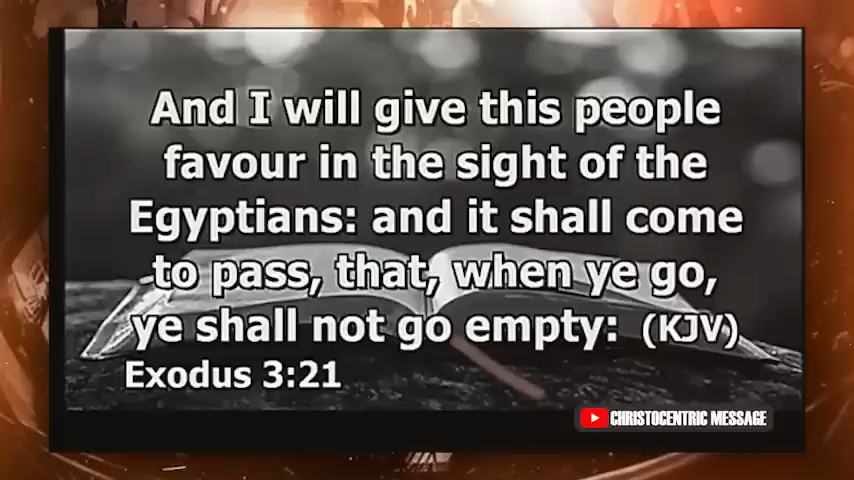 And I will give this people
favour in the sight of the
Egyptians: and it shall come
to pass, that, when ye go,
ye shall not go empty: (KJV)
Exodus 3:21
CHRISTOCENTRIC MESSAGE